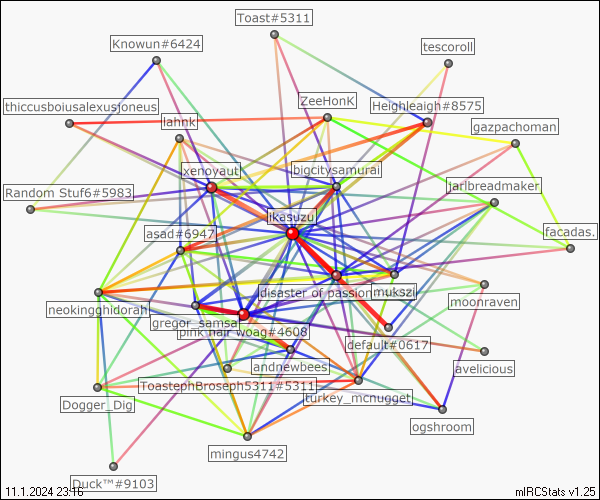 Toast#5311
Knowun#6424
tescoroll
thiccusboiusalexusjoneus
ZeeHonK
Heighleigh#8575
lahnk
gazpachoman
xenoyaut
bigcitysamurai
Random Stuf6#5983
jarlbreadmaker
ikasuzu
asad#6947
facadas.
disaster of passion
mukszi
neokingghidorah
moonraven
gregor_samsa
pink hair woag#4608
default#0617
andnewbees
avelicious
ToastephBroseph5311#5311
Dogger_Dig
turkey_mcnugget
ogshroom
mingus4742
Duck™#9103
11.1.2024 23:16
mIRCStats v1.25